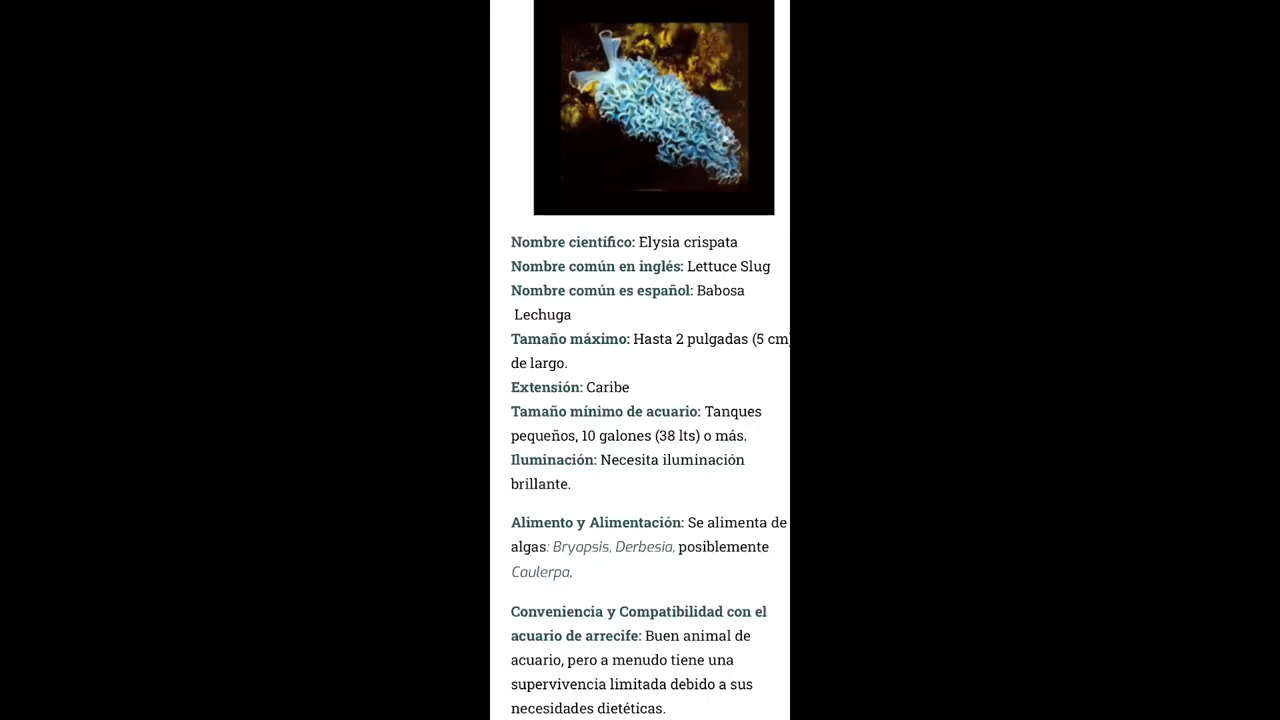 Nombre científico: Elysia crispata
Nombre común en inglés: Lettuce Slug
Nombre común es español: Babosa
Lechuga
Tamaño máximo: Hasta 2 pulgadas (5 cm)
de largo.
Extensión: Caribe
Tamaño mínimo de acuario: Tanques
pequeños, 10 galones (38 lts) o más.
Iluminación: Necesita iluminación
brillante.
Alimento y Alimentación: Se alimenta de
algas: Bryopsis, Derbesia, posiblemente
Caulerpa.
Conveniencia y Compatibilidad con el
acuario de arrecife: Buen animal de
acuario, pero a menudo tiene una
supervivencia limitada debido a sus
necesidades dietéticas.